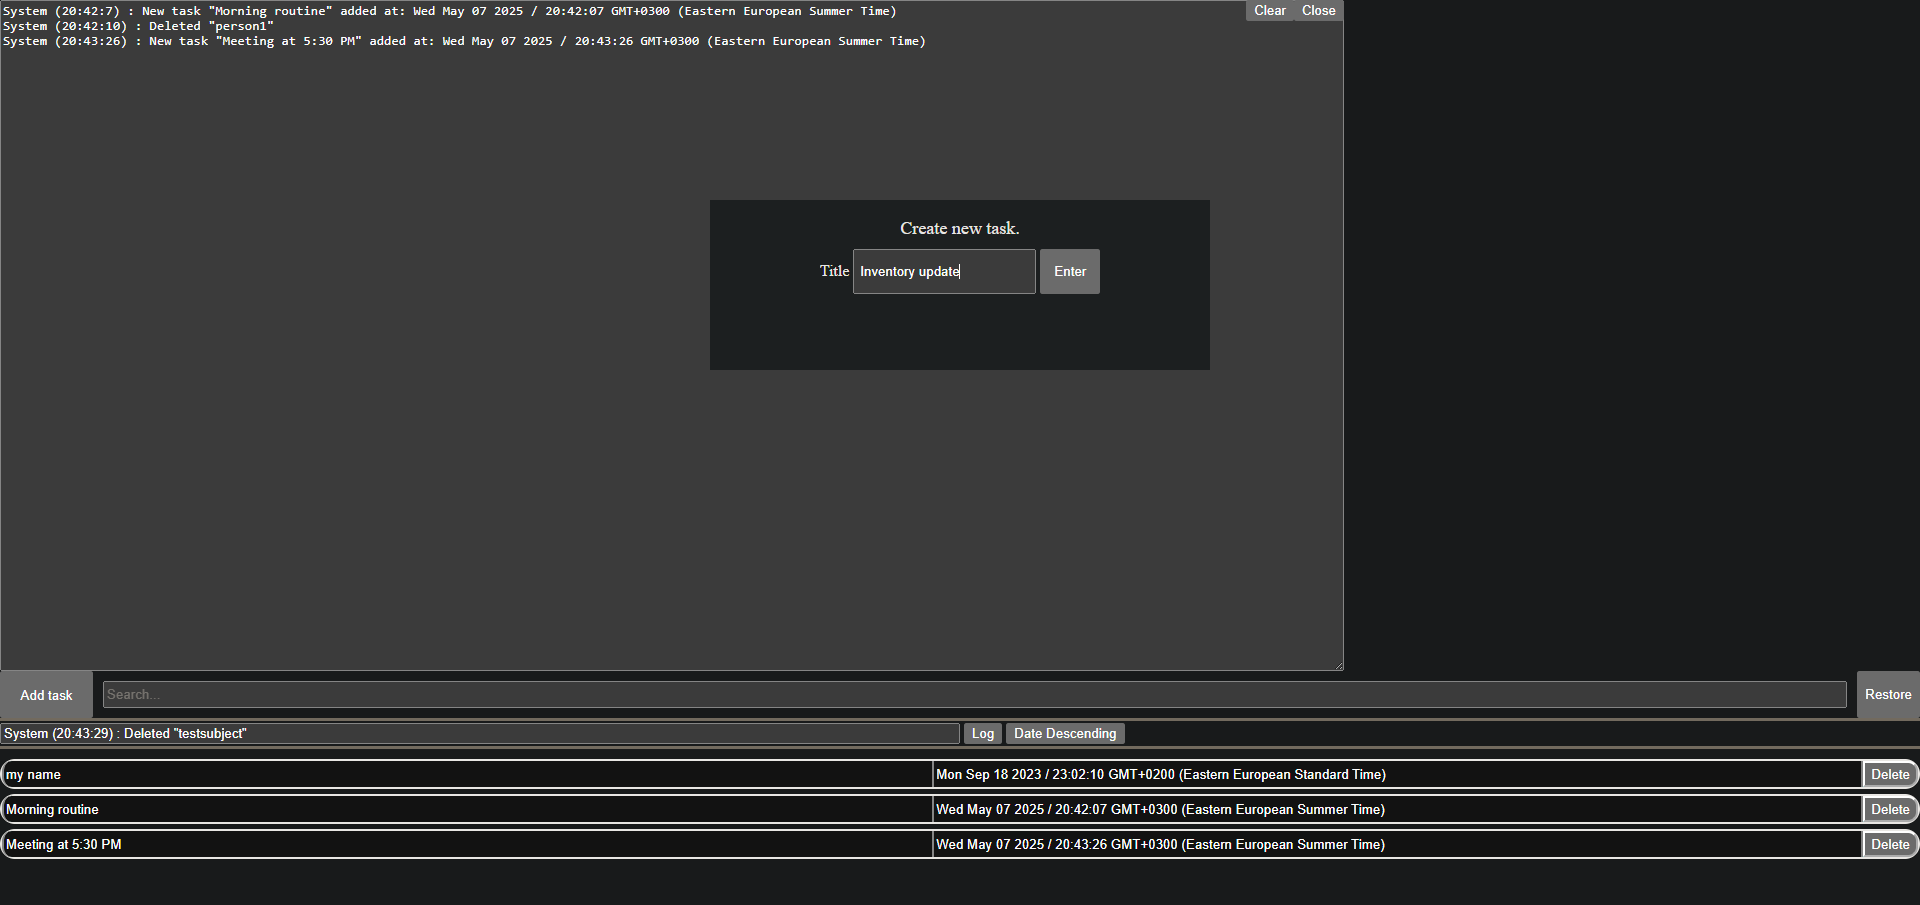 System (20:42:7) : New task "Morning routine" added at: Wed May 07 2025 / 20:42:07 GMT+0300 (Eastern European Summer Time)
Clear Close
System (20:42:10) : Deleted "person1"
System (20:43:26) : New task "Meeting at 5:30 PM" added at: Wed May 07 2025 / 20:43:26 GMT+0300 (Eastern European Summer Time)
Create new task.
Title Inventory update Enter
Add task Search... Restore
System (20:43:29) : Deleted "testsubject" Log Date Descending
my name Mon Sep 18 2023 / 23:02:10 GMT+0200 (Eastern European Standard Time) Delete
Morning routine Wed May 07 2025 / 20:42:07 GMT+0300 (Eastern European Summer Time) Delete
Meeting at 5:30 PM Wed May 07 2025 / 20:43:26 GMT+0300 (Eastern European Summer Time) Delete